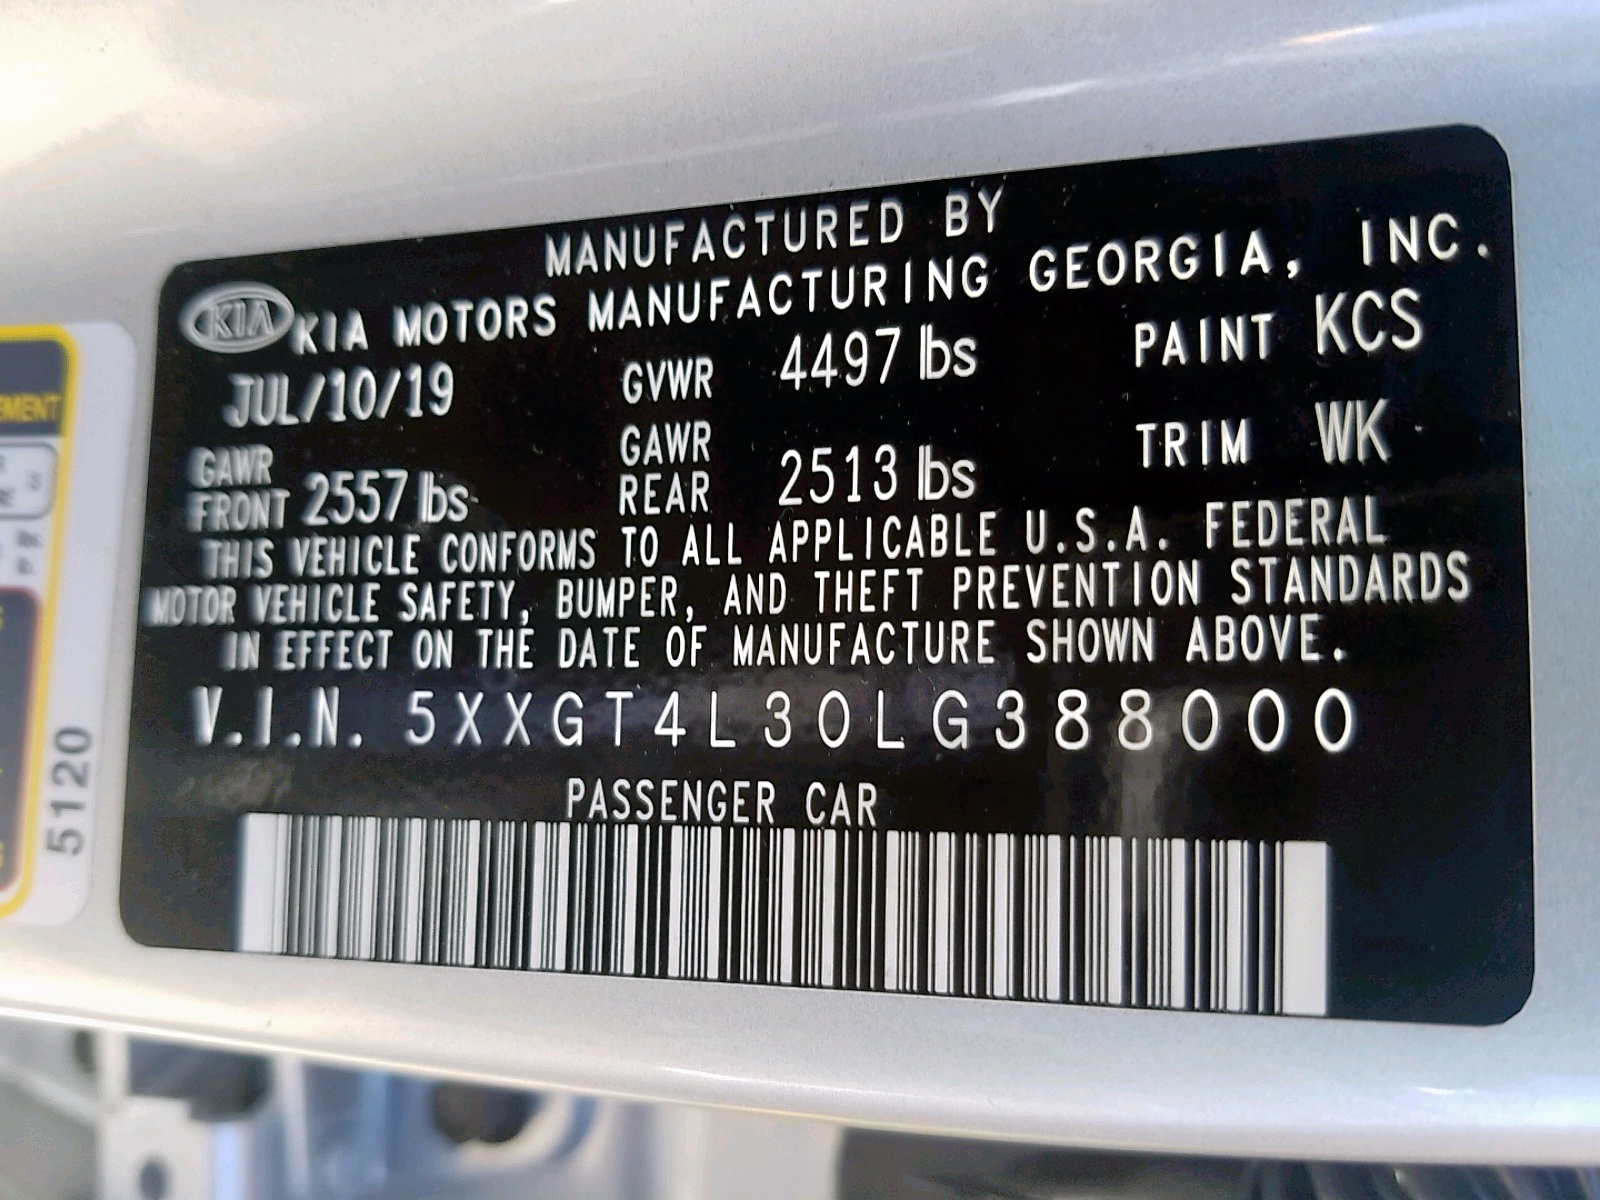 MANUFACTURED BY
KIA KIA MOTORS MANUFACTURING GEORGIA, INC.
JUL/10/19 GVWR 4497 lbs PAINT KCS
GAWR FRONT 2557 lbs GAWR REAR 2513 lbs TRIM WK
THIS VEHICLE CONFORMS TO ALL APPLICABLE U.S.A. FEDERAL
MOTOR VEHICLE SAFETY, BUMPER, AND THEFT PREVENTION STANDARDS
IN EFFECT ON THE DATE OF MANUFACTURE SHOWN ABOVE.
V.I.N. 5XXGT4L30LG388000
PASSENGER CAR
5120